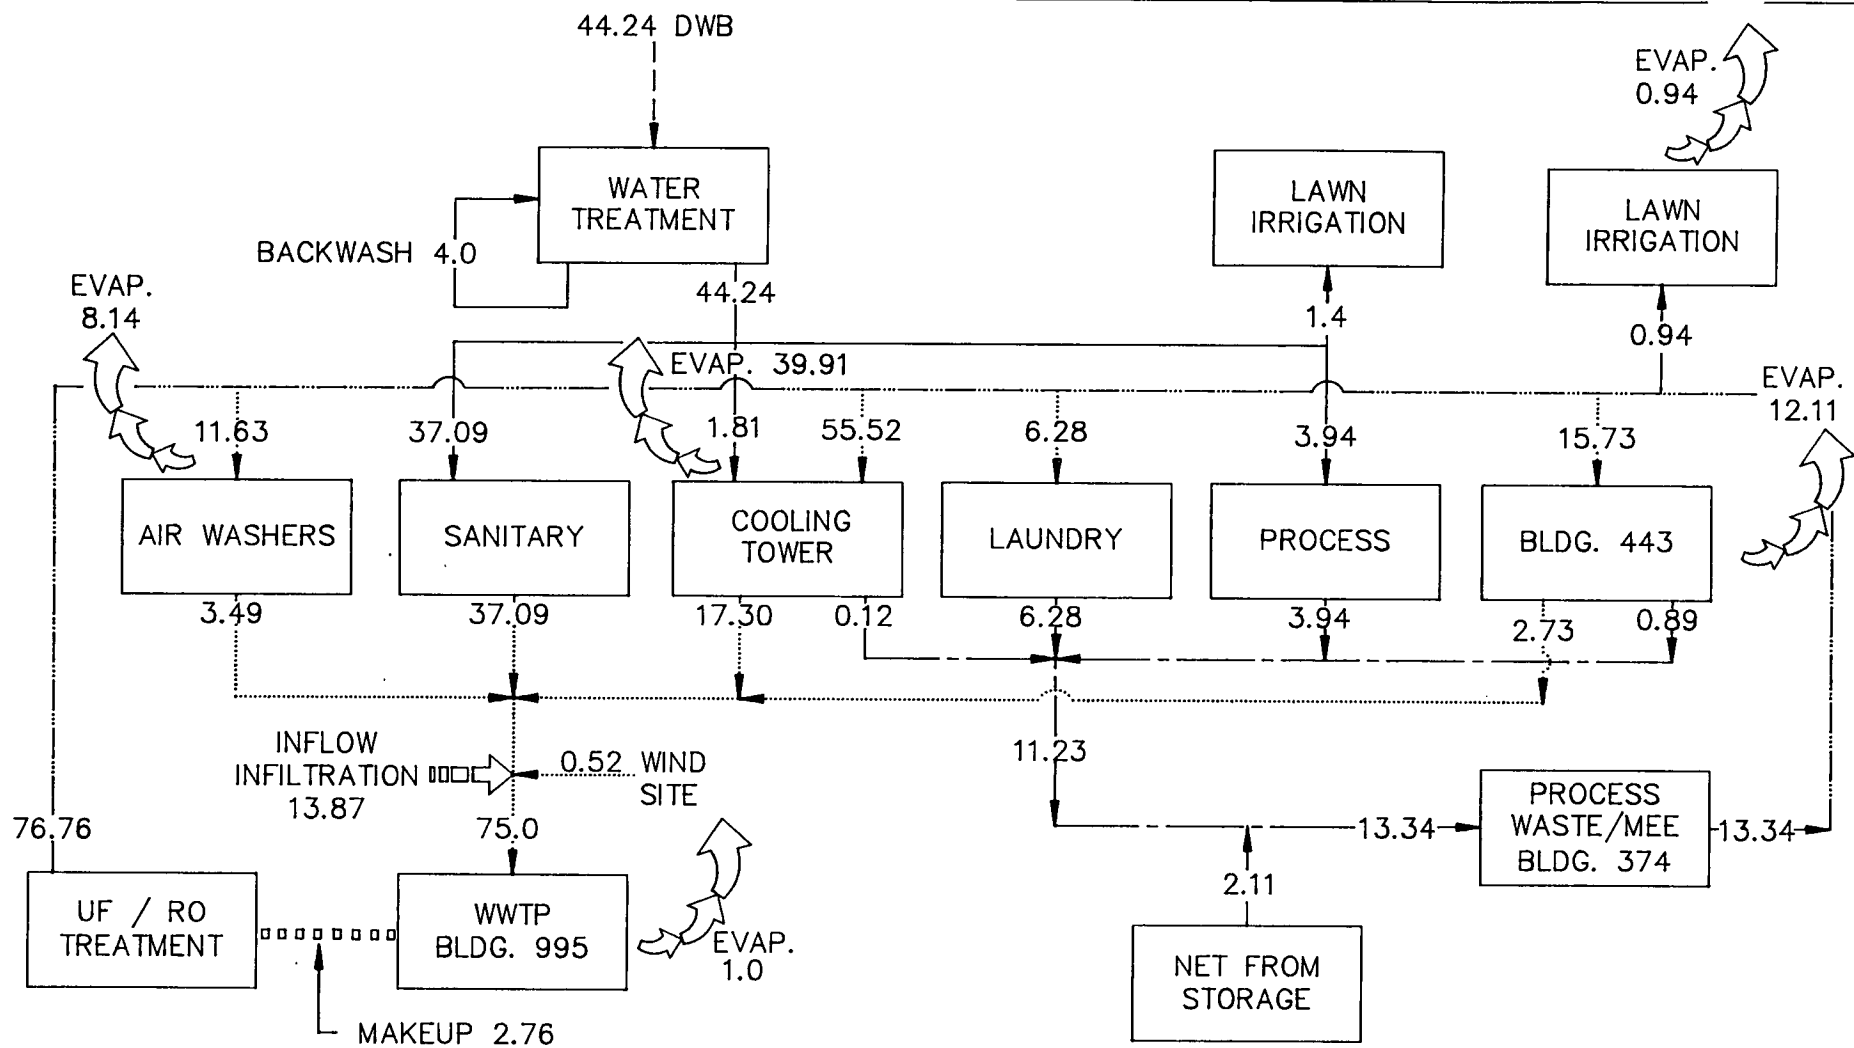 44.24 DWB
EVAP.
0.94
WATER
TREATMENT
LAWN
IRRIGATION
LAWN
IRRIGATION
BACKWASH 4.0
44.24
EVAP.
8.14
1.4
0.94
EVAP. 39.91
EVAP.
12.11
11.63
37.09
1.81
55.52
6.28
3.94
15.73
AIR WASHERS
SANITARY
COOLING
TOWER
LAUNDRY
PROCESS
BLDG. 443
3.49
37.09
17.30
0.12
6.28
3.94
2.73
0.89
INFLOW
INFILTRATION
13.87
0.52 WIND
SITE
11.23
76.76
75.0
13.34
PROCESS
WASTE/MEE
BLDG. 374
13.34
2.11
UF / RO
TREATMENT
WWTP
BLDG. 995
EVAP.
1.0
NET FROM
STORAGE
MAKEUP 2.76